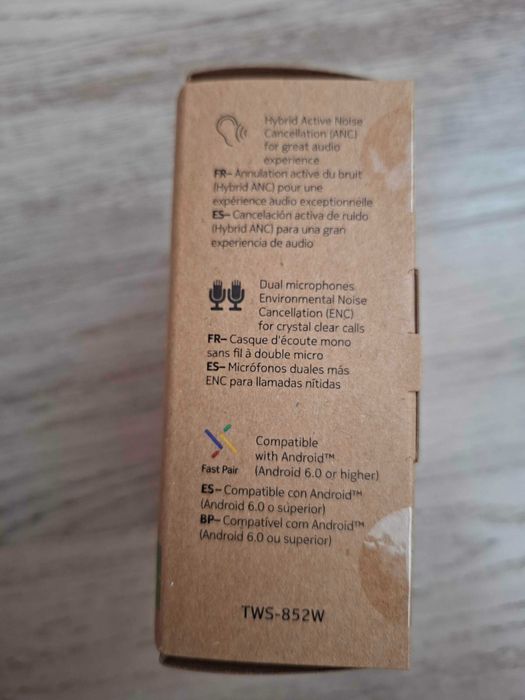 Hybrid Active Noise
Cancellation (ANC)
for great audio
experience
FR– Annulation active du bruit
(Hybrid ANC) pour une
expérience audio exceptionnelle
ES– Cancelación activa de ruido
(Hybrid ANC) para una gran
experiencia de audio
Dual microphones
Environmental Noise
Cancellation (ENC)
for crystal clear calls
FR– Casque d'écoute mono
sans fil à double micro
ES– Micrófonos duales más
ENC para llamadas nítidas
Fast Pair
Compatible
with Android™
(Android 6.0 or higher)
ES– Compatible con Android™
(Android 6.0 o superior)
BP– Compatível com Android™
(Android 6.0 ou superior)
TWS-852W